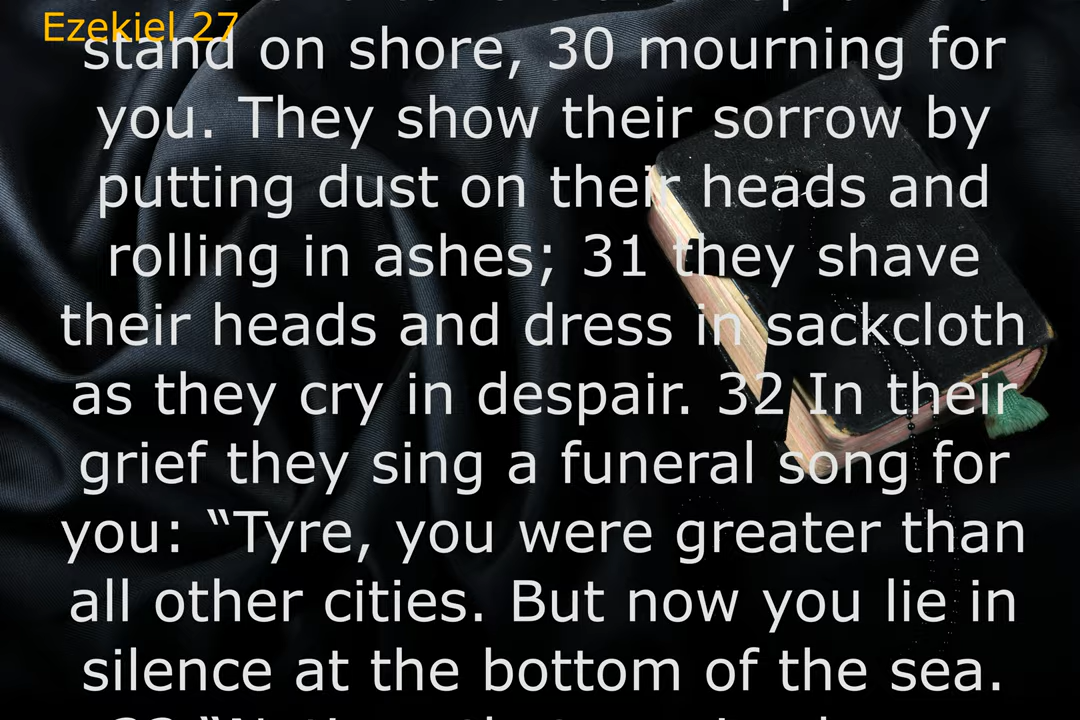 Ezekiel 27
stand on shore, 30 mourning for
you. They show their sorrow by
putting dust on their heads and
rolling in ashes; 31 they shave
their heads and dress in sackcloth
as they cry in despair. 32 In their
grief they sing a funeral song for
you: “Tyre, you were greater than
all other cities. But now you lie in
silence at the bottom of the sea.